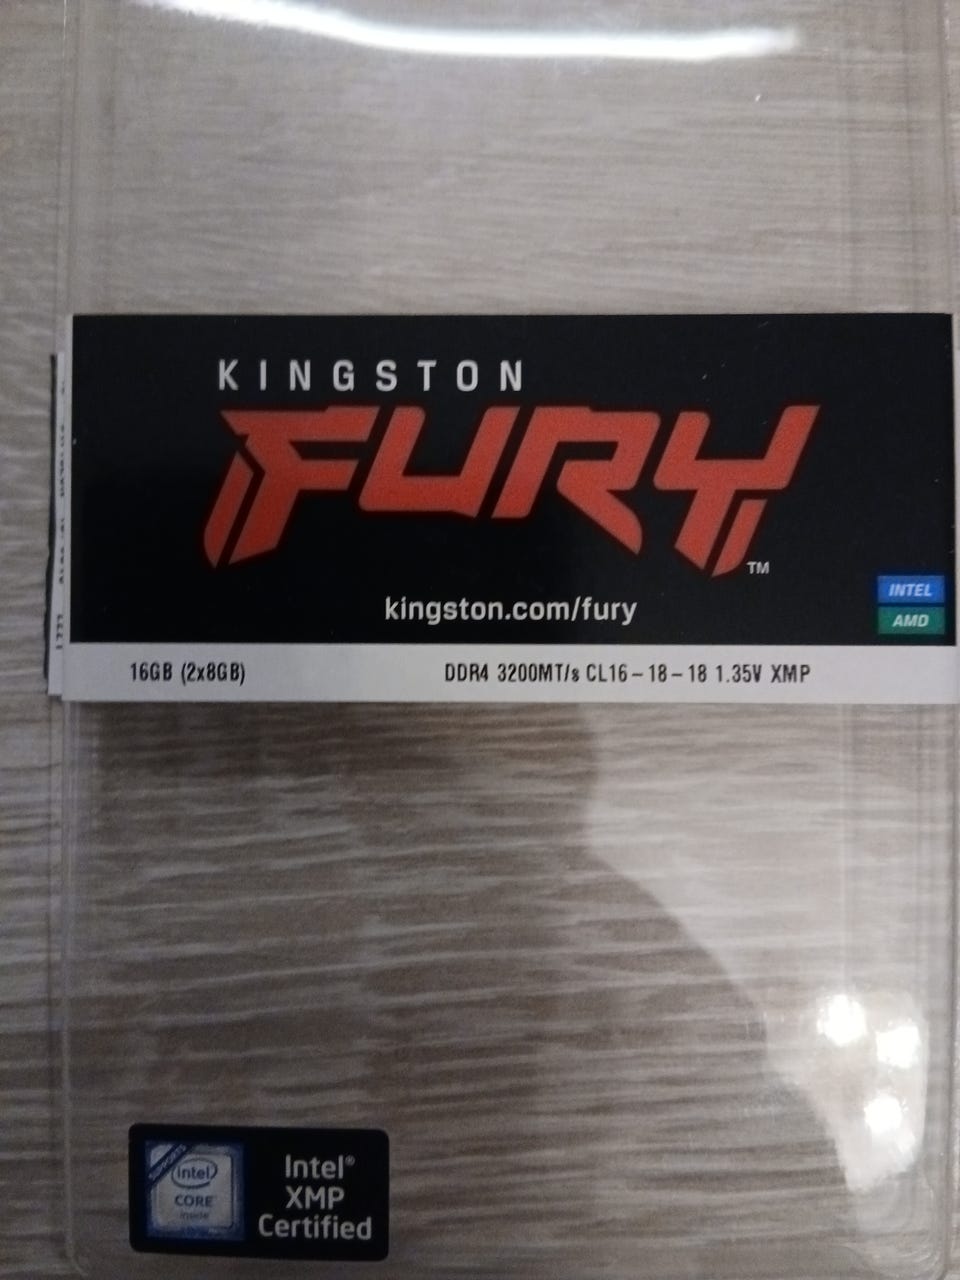 KINGSTON
FURY
TM
kingston.com/fury
INTEL
AMD
16GB (2x8GB) DDR4 3200MT/s CL16-18-18 1.35V XMP
intel
CORE
inside
Intel®
XMP
Certified